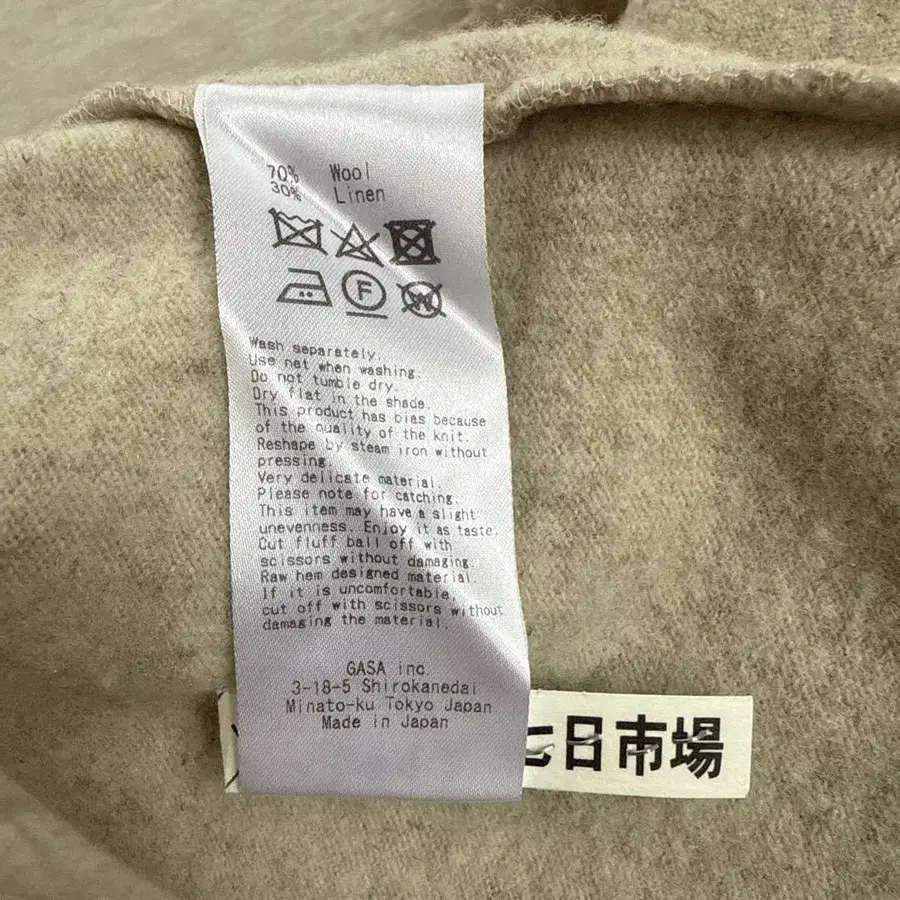 70% Wool
30% Linen
F
W
Wash separately.
Use net when washing.
Do not tumble dry.
Dry flat in the shade.
This product has bias because
of the quality of the knit.
Reshape by steam iron without
pressing.
Very delicate material.
Please note for catching.
This item may have a slight
unevenness. Enjoy it as taste.
Cut fluff ball off with
scissors without damaging.
Raw hem designed material.
If it is uncomfortable,
cut off with scissors without
damaging the material.
GASA inc.
3-18-5 Shirokanedai
Minato-ku Tokyo Japan
Made in Japan
七日市場